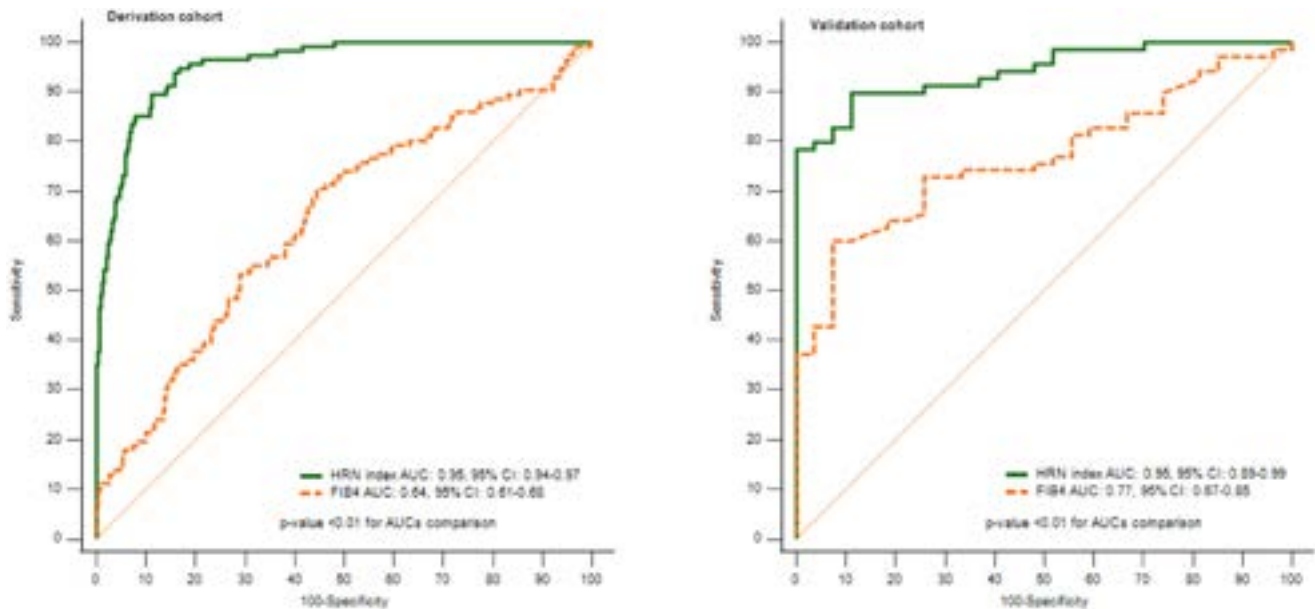 Derivation cohort
100
90
80
70
60
50
40
30
20
10
0
Sensitivity
HRN index AUC: 0.95, 95% CI: 0.94-0.97
FIB4 AUC: 0.64, 95% CI: 0.61-0.68
p-value <0.01 for AUCs comparison
0 10 20 30 40 50 60 70 80 90 100
100-Specificity
Validation cohort
100
90
80
70
60
50
40
30
20
10
0
Sensitivity
HRN index AUC: 0.95, 95% CI: 0.89-0.99
FIB4 AUC: 0.77, 95% CI: 0.67-0.85
p-value <0.01 for AUCs comparison
0 10 20 30 40 50 60 70 80 90 100
100-Specificity